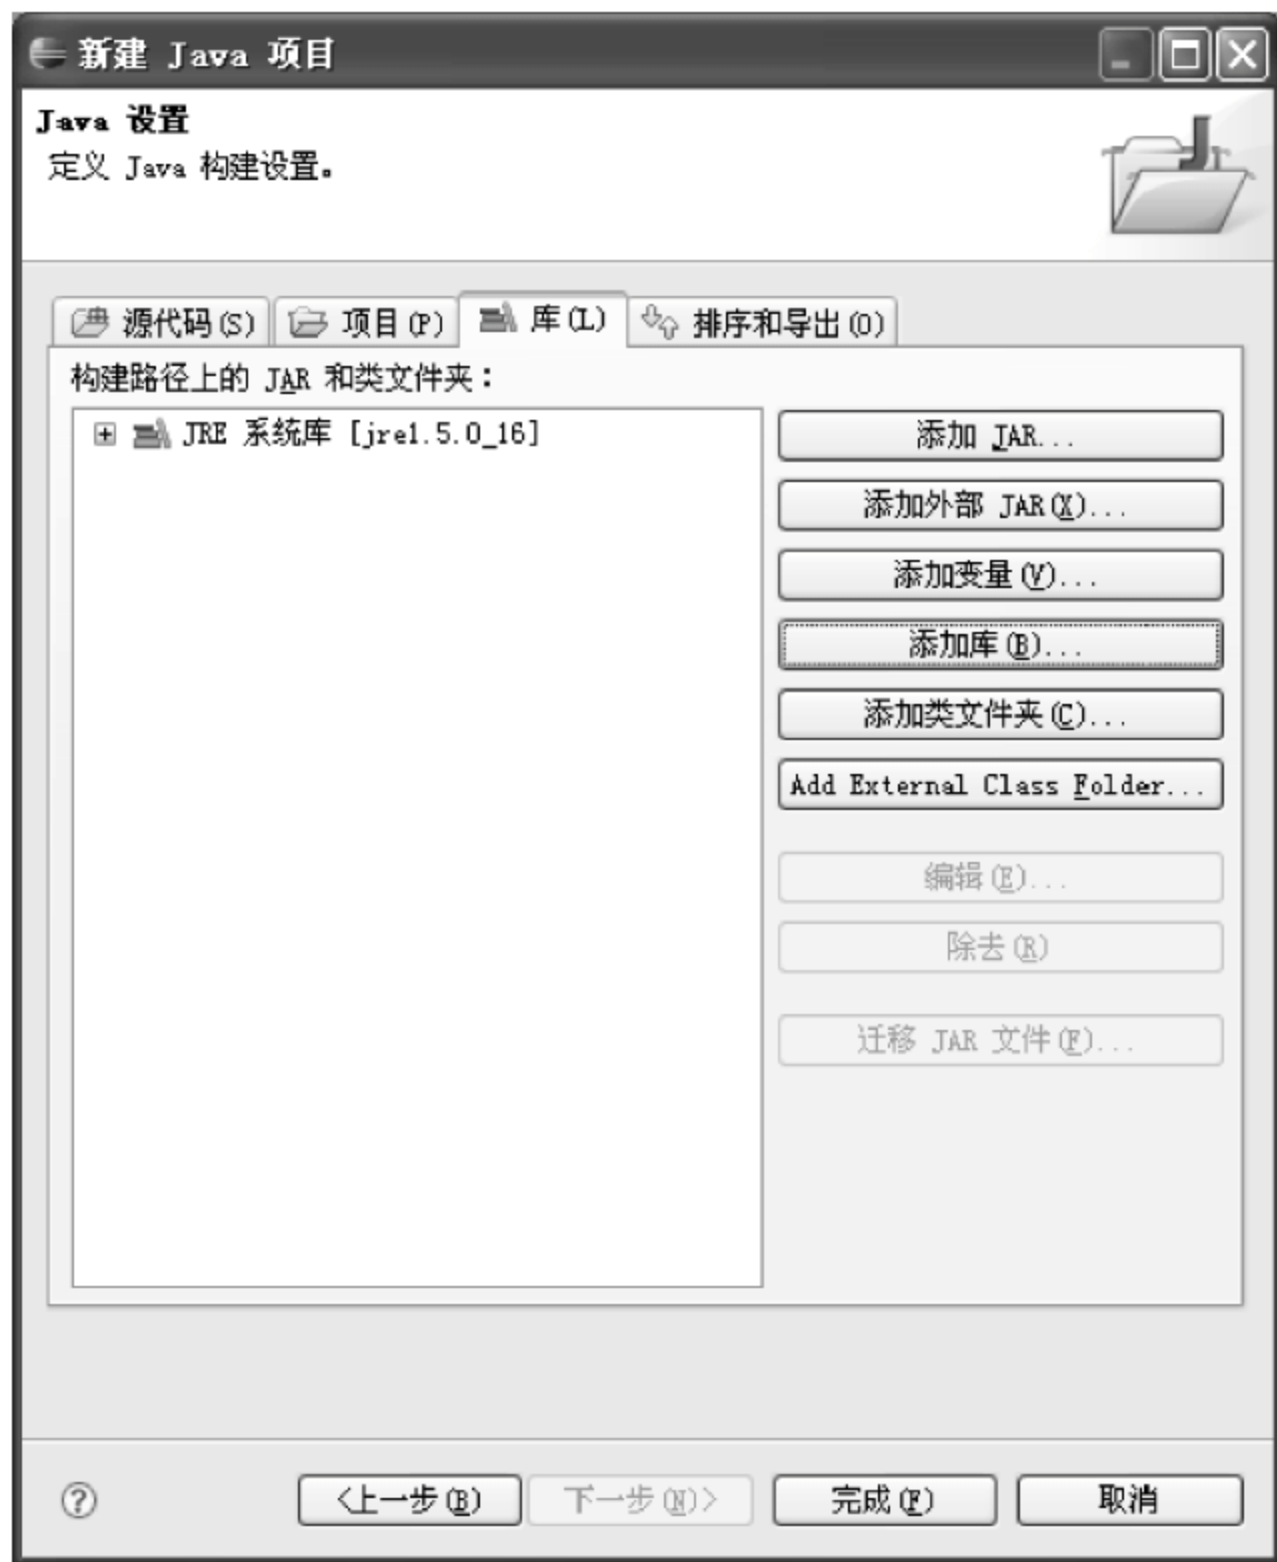 新建 Java 项目
Java 设置
定义 Java 构建设置。
源代码(S) 项目(P) 库(L) 排序和导出(O)
构建路径上的 JAR 和类文件夹：
JRE 系统库 [jre1.5.0_16]
添加 JAR...
添加外部 JAR(X)...
添加变量(V)...
添加库(B)...
添加类文件夹(C)...
Add External Class Folder...
编辑(E)...
除去(R)
迁移 JAR 文件(F)...
? <上一步(B) 下一步(N)> 完成(F) 取消